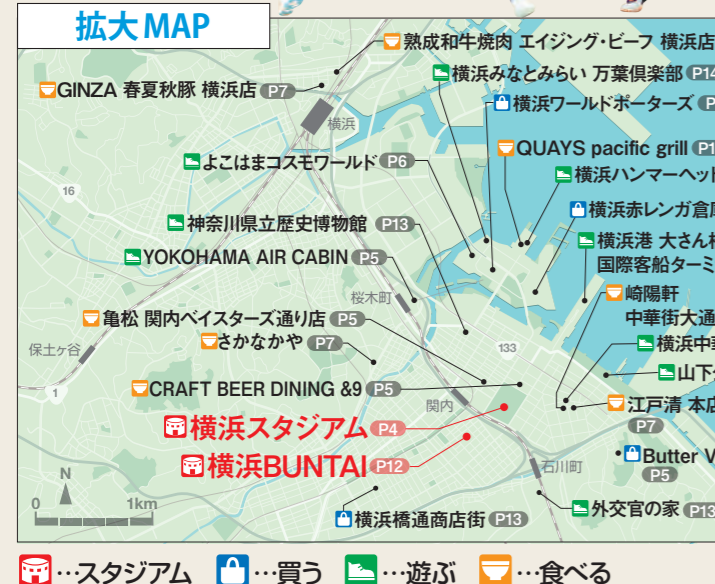 拡大MAP
熟成和牛焼肉 エイジング・ビーフ 横浜店
横浜みなとみらい 万葉倶楽部 P14
GINZA 春夏秋豚 横浜店 P7
横浜ワールドポーターズ
横浜
QUAYS pacific grill
よこはまコスモワールド P6
横浜ハンマーヘッド
16
横浜赤レンガ倉庫
神奈川県立歴史博物館 P13
横浜港 大さん橋
国際客船ターミ
YOKOHAMA AIR CABIN P5
桜木町
崎陽軒
中華街大通
亀松 関内ベイスターズ通り店 P5
さかなかや P7
保土ヶ谷
133
横浜中華
山下公
1
CRAFT BEER DINING &9 P5
関内
江戸清 本店
P7
横浜スタジアム P4
横浜BUNTAI P12
石川町
Butter
P5
N
0 1km
横浜橋通商店街 P13
外交官の家 P13
…スタジアム …買う …遊ぶ …食べる